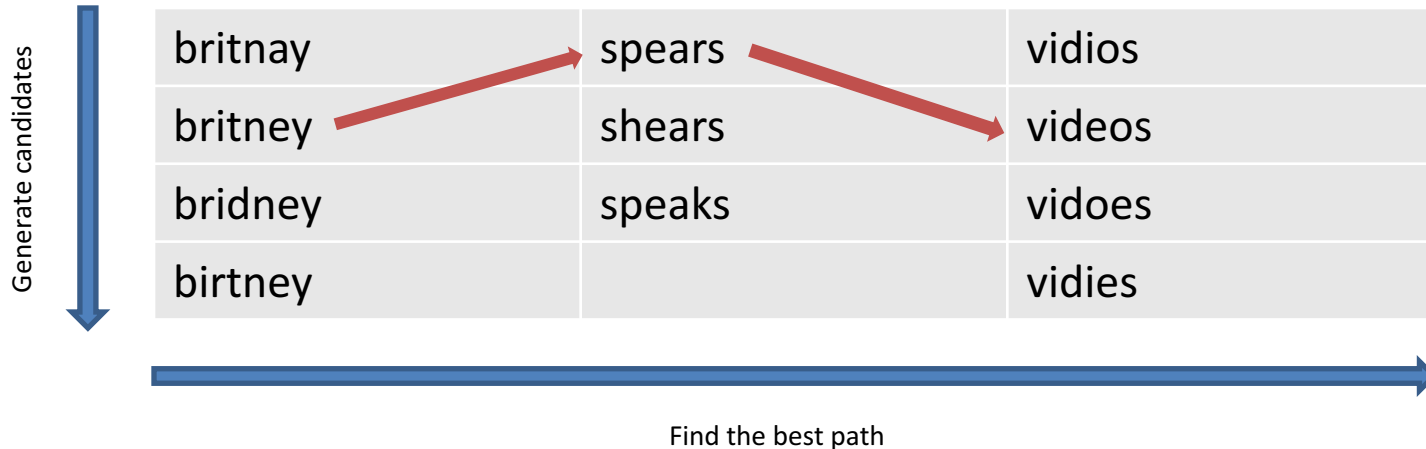 Generate candidates
britnay spears vidios
britney shears videos
bridney speaks vidoes
birtney vidies
Find the best path